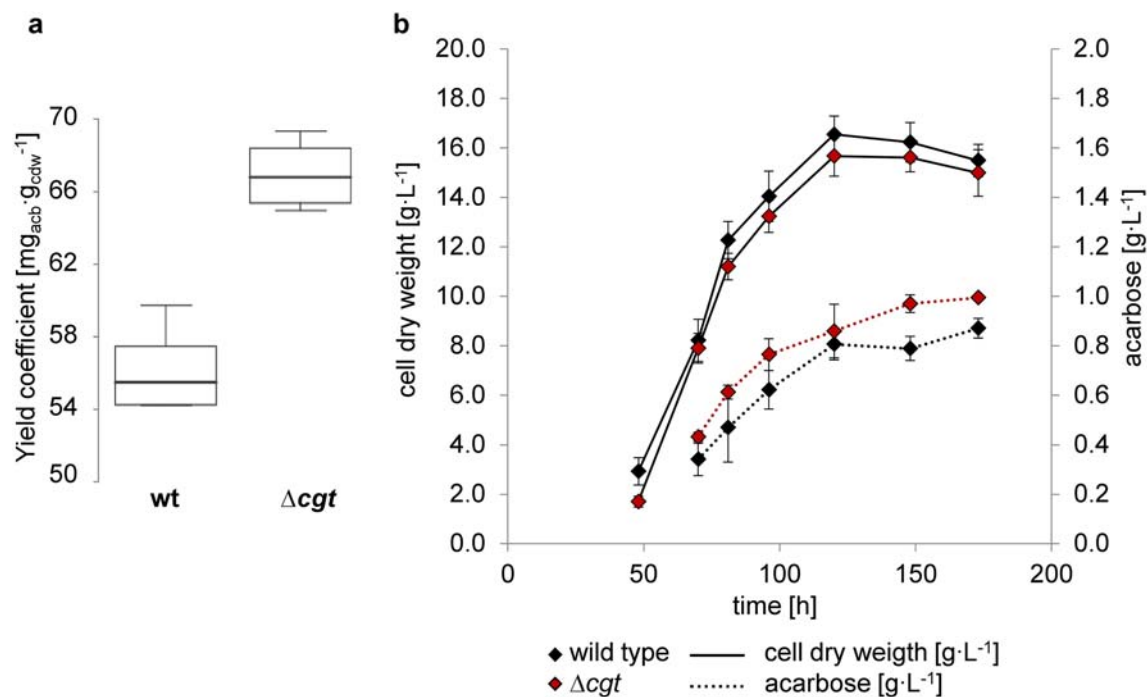 a
Yield coefficient [mg_acb·g_cdw⁻¹]
70
66
62
58
54
50
wt
Δcgt
b
cell dry weight [g·L⁻¹]
20.0
18.0
16.0
14.0
12.0
10.0
8.0
6.0
4.0
2.0
0.0
2.0
1.8
1.6
1.4
1.2
1.0
0.8
0.6
0.4
0.2
0.0
acarbose [g·L⁻¹]
0 50 100 150 200
time [h]
wild type cell dry weigth [g·L⁻¹]
Δcgt acarbose [g·L⁻¹]